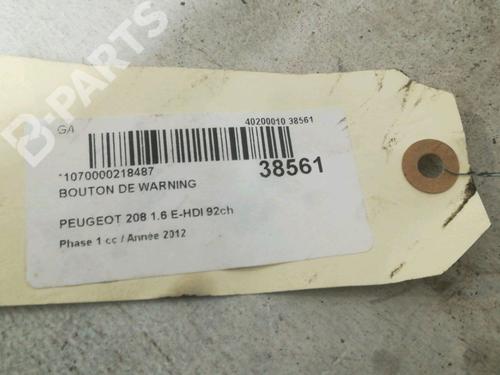 B-PARTS
GA
40200010 38561
*1070000218487
38561
BOUTON DE WARNING
PEUGEOT 208 1.6 E-HDI 92ch
Phase 1 cc / Année 2012